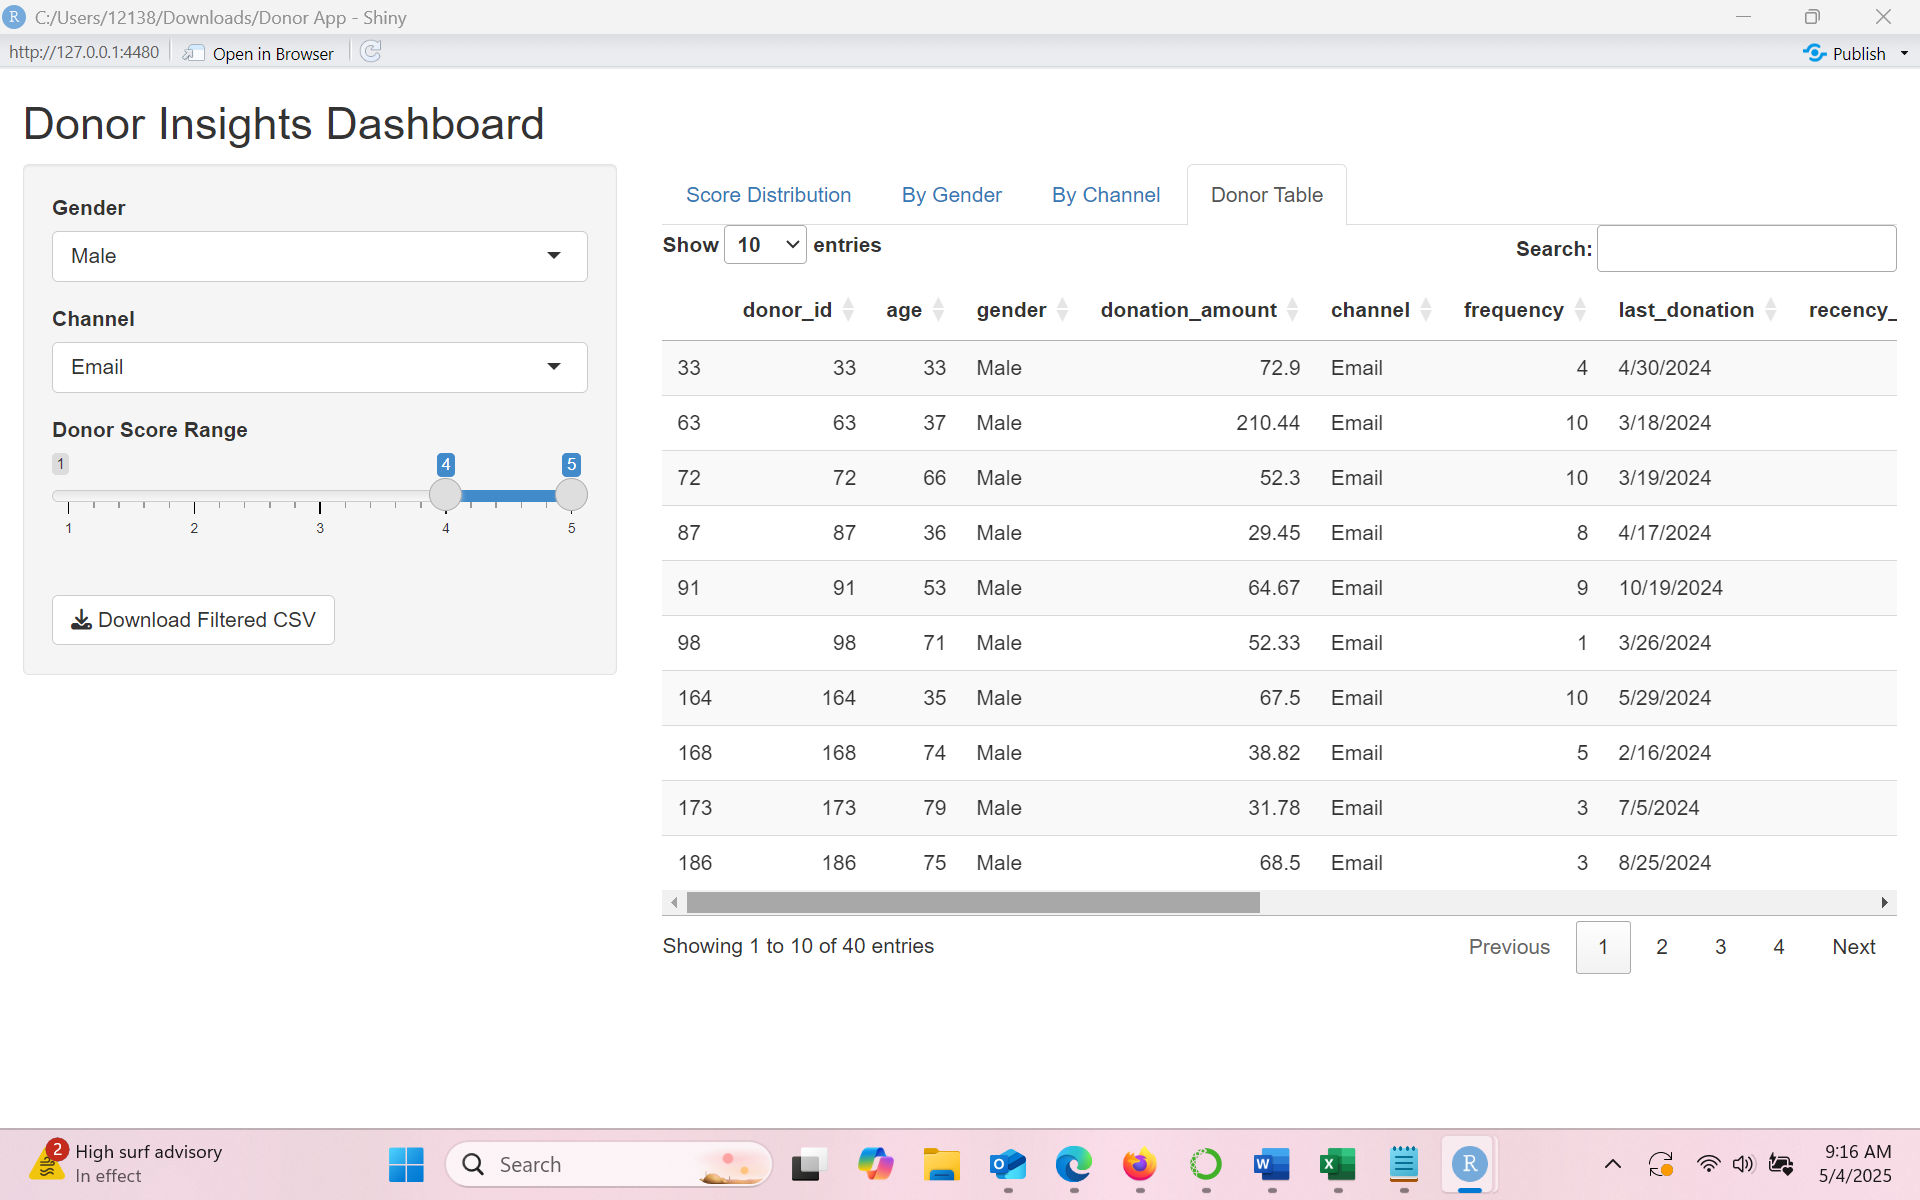 R C:/Users/12138/Downloads/Donor App - Shiny
http://127.0.0.1:4480 Open in Browser Publish
Donor Insights Dashboard
Gender
Male
Channel
Email
Donor Score Range
1 4 5
1 2 3 4 5
Download Filtered CSV
Score Distribution By Gender By Channel Donor Table
Show 10 entries Search:
donor_id age gender donation_amount channel frequency last_donation recency_
33 33 33 Male 72.9 Email 4 4/30/2024
63 63 37 Male 210.44 Email 10 3/18/2024
72 72 66 Male 52.3 Email 10 3/19/2024
87 87 36 Male 29.45 Email 8 4/17/2024
91 91 53 Male 64.67 Email 9 10/19/2024
98 98 71 Male 52.33 Email 1 3/26/2024
164 164 35 Male 67.5 Email 10 5/29/2024
168 168 74 Male 38.82 Email 5 2/16/2024
173 173 79 Male 31.78 Email 3 7/5/2024
186 186 75 Male 68.5 Email 3 8/25/2024
Showing 1 to 10 of 40 entries Previous 1 2 3 4 Next
2 High surf advisory
In effect
Search
O
W
X
R
9:16 AM
5/4/2025